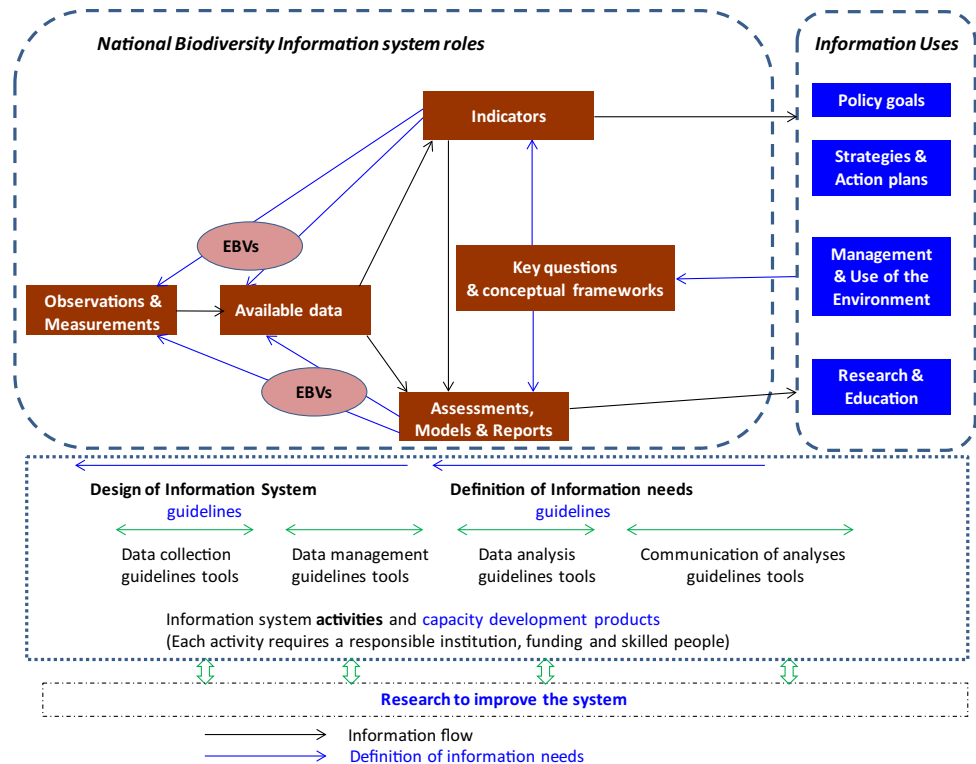 National Biodiversity Information system roles
Information Uses
Indicators
Policy goals
Strategies &
Action plans
EBVs
Key questions
& conceptual frameworks
Management
& Use of the
Environment
Observations &
Measurements
Available data
EBVs
Assessments,
Models & Reports
Research &
Education
Design of Information System
guidelines
Definition of Information needs
guidelines
Data collection
guidelines tools
Data management
guidelines tools
Data analysis
guidelines tools
Communication of analyses
guidelines tools
Information system activities and capacity development products
(Each activity requires a responsible institution, funding and skilled people)
Research to improve the system
Information flow
Definition of information needs